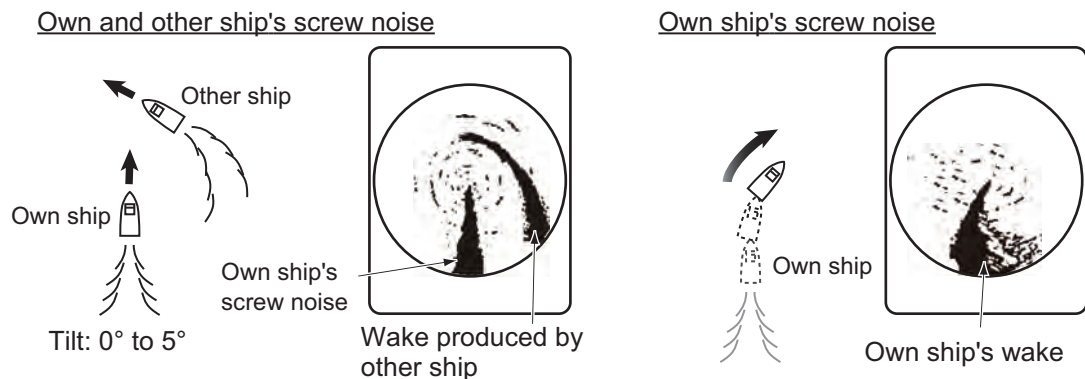 Own and other ship's screw noise
Other ship
Own ship
Tilt: 0° to 5°
Own ship's
screw noise
Wake produced by
other ship
Own ship's screw noise
Own ship
Own ship's wake